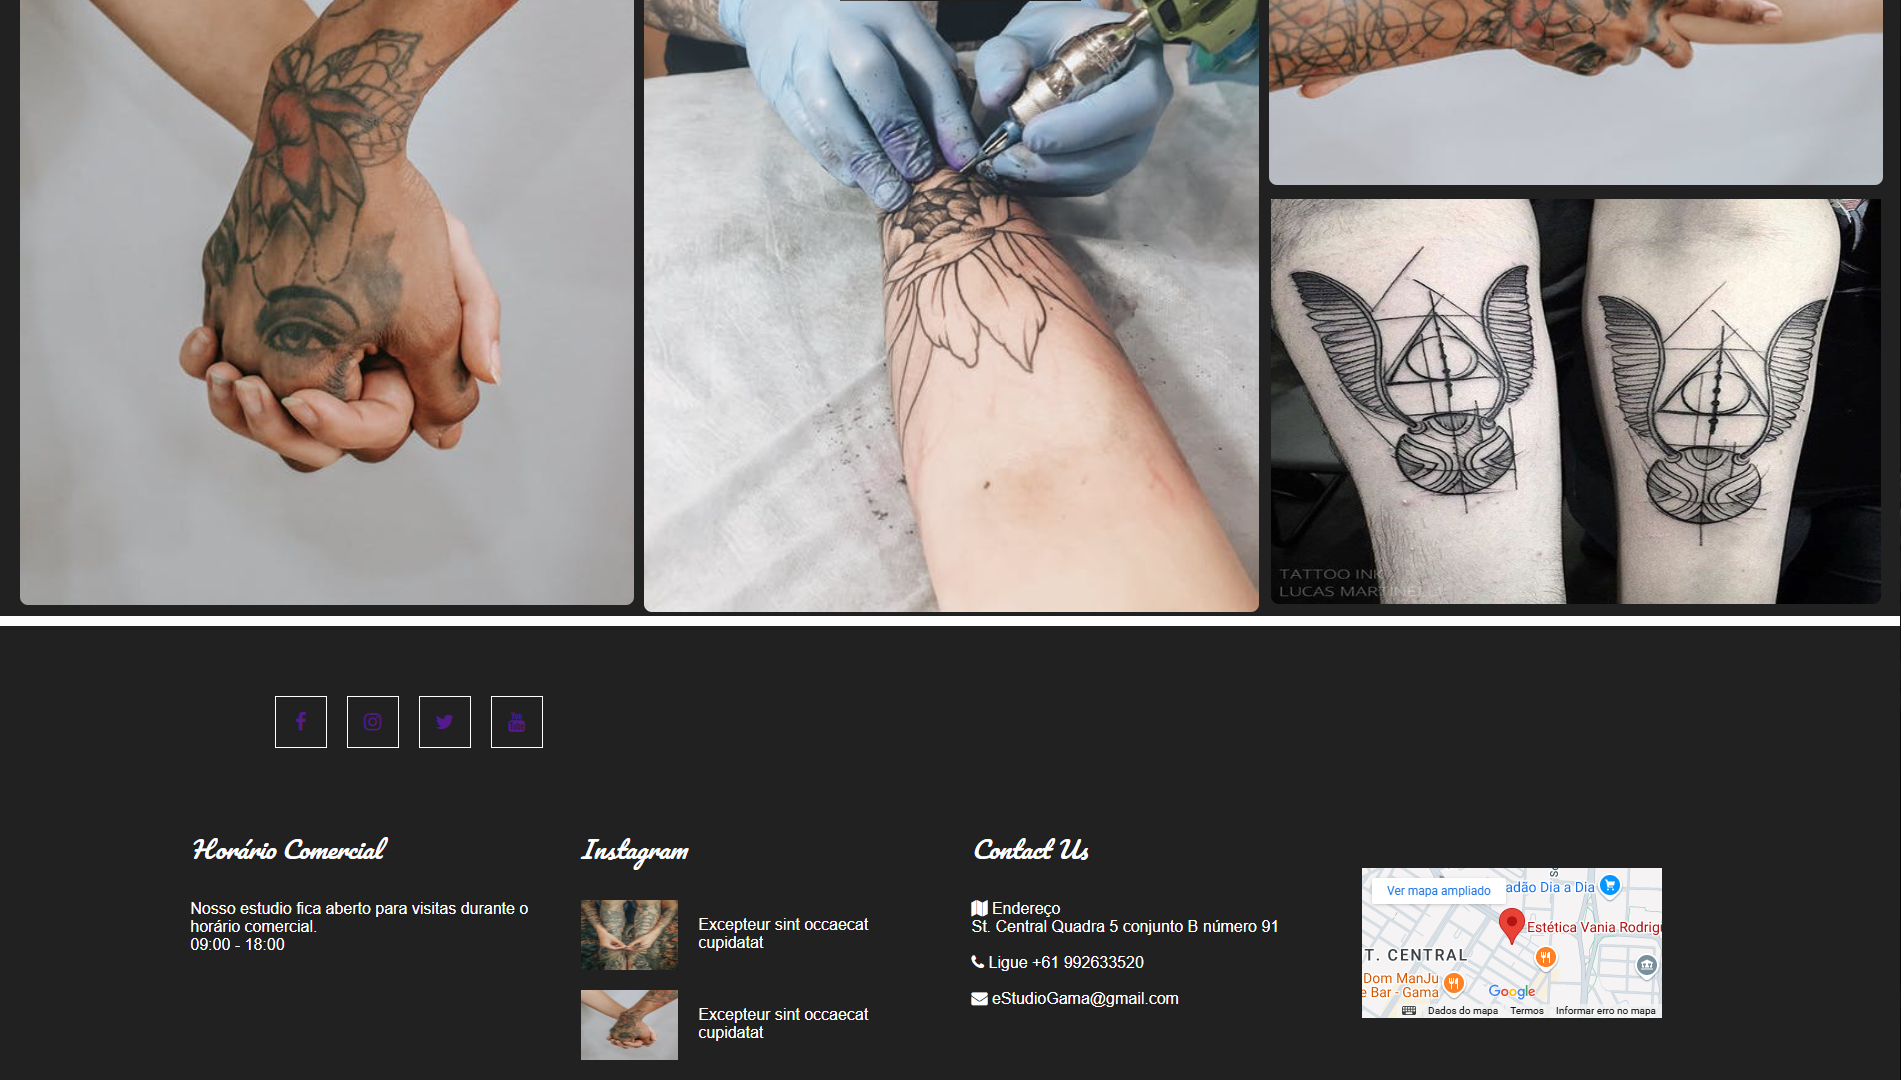 TATTOO INK
LUCAS MARTINELLI
Horário Comercial
Nosso estudio fica aberto para visitas durante o
horário comercial.
09:00 - 18:00
Instagram
Excepteur sint occaecat
cupidatat
Excepteur sint occaecat
cupidatat
Contact Us
Endereço
St. Central Quadra 5 conjunto B número 91
Ligue +61 992633520
eStudioGama@gmail.com
Ver mapa ampliado
adão Dia a Dia
Estética Vania Rodrigu
T. CENTRAL
Dom ManJu
e Bar - Gama
Google
Dados do mapa
Termos
Informar erro no mapa